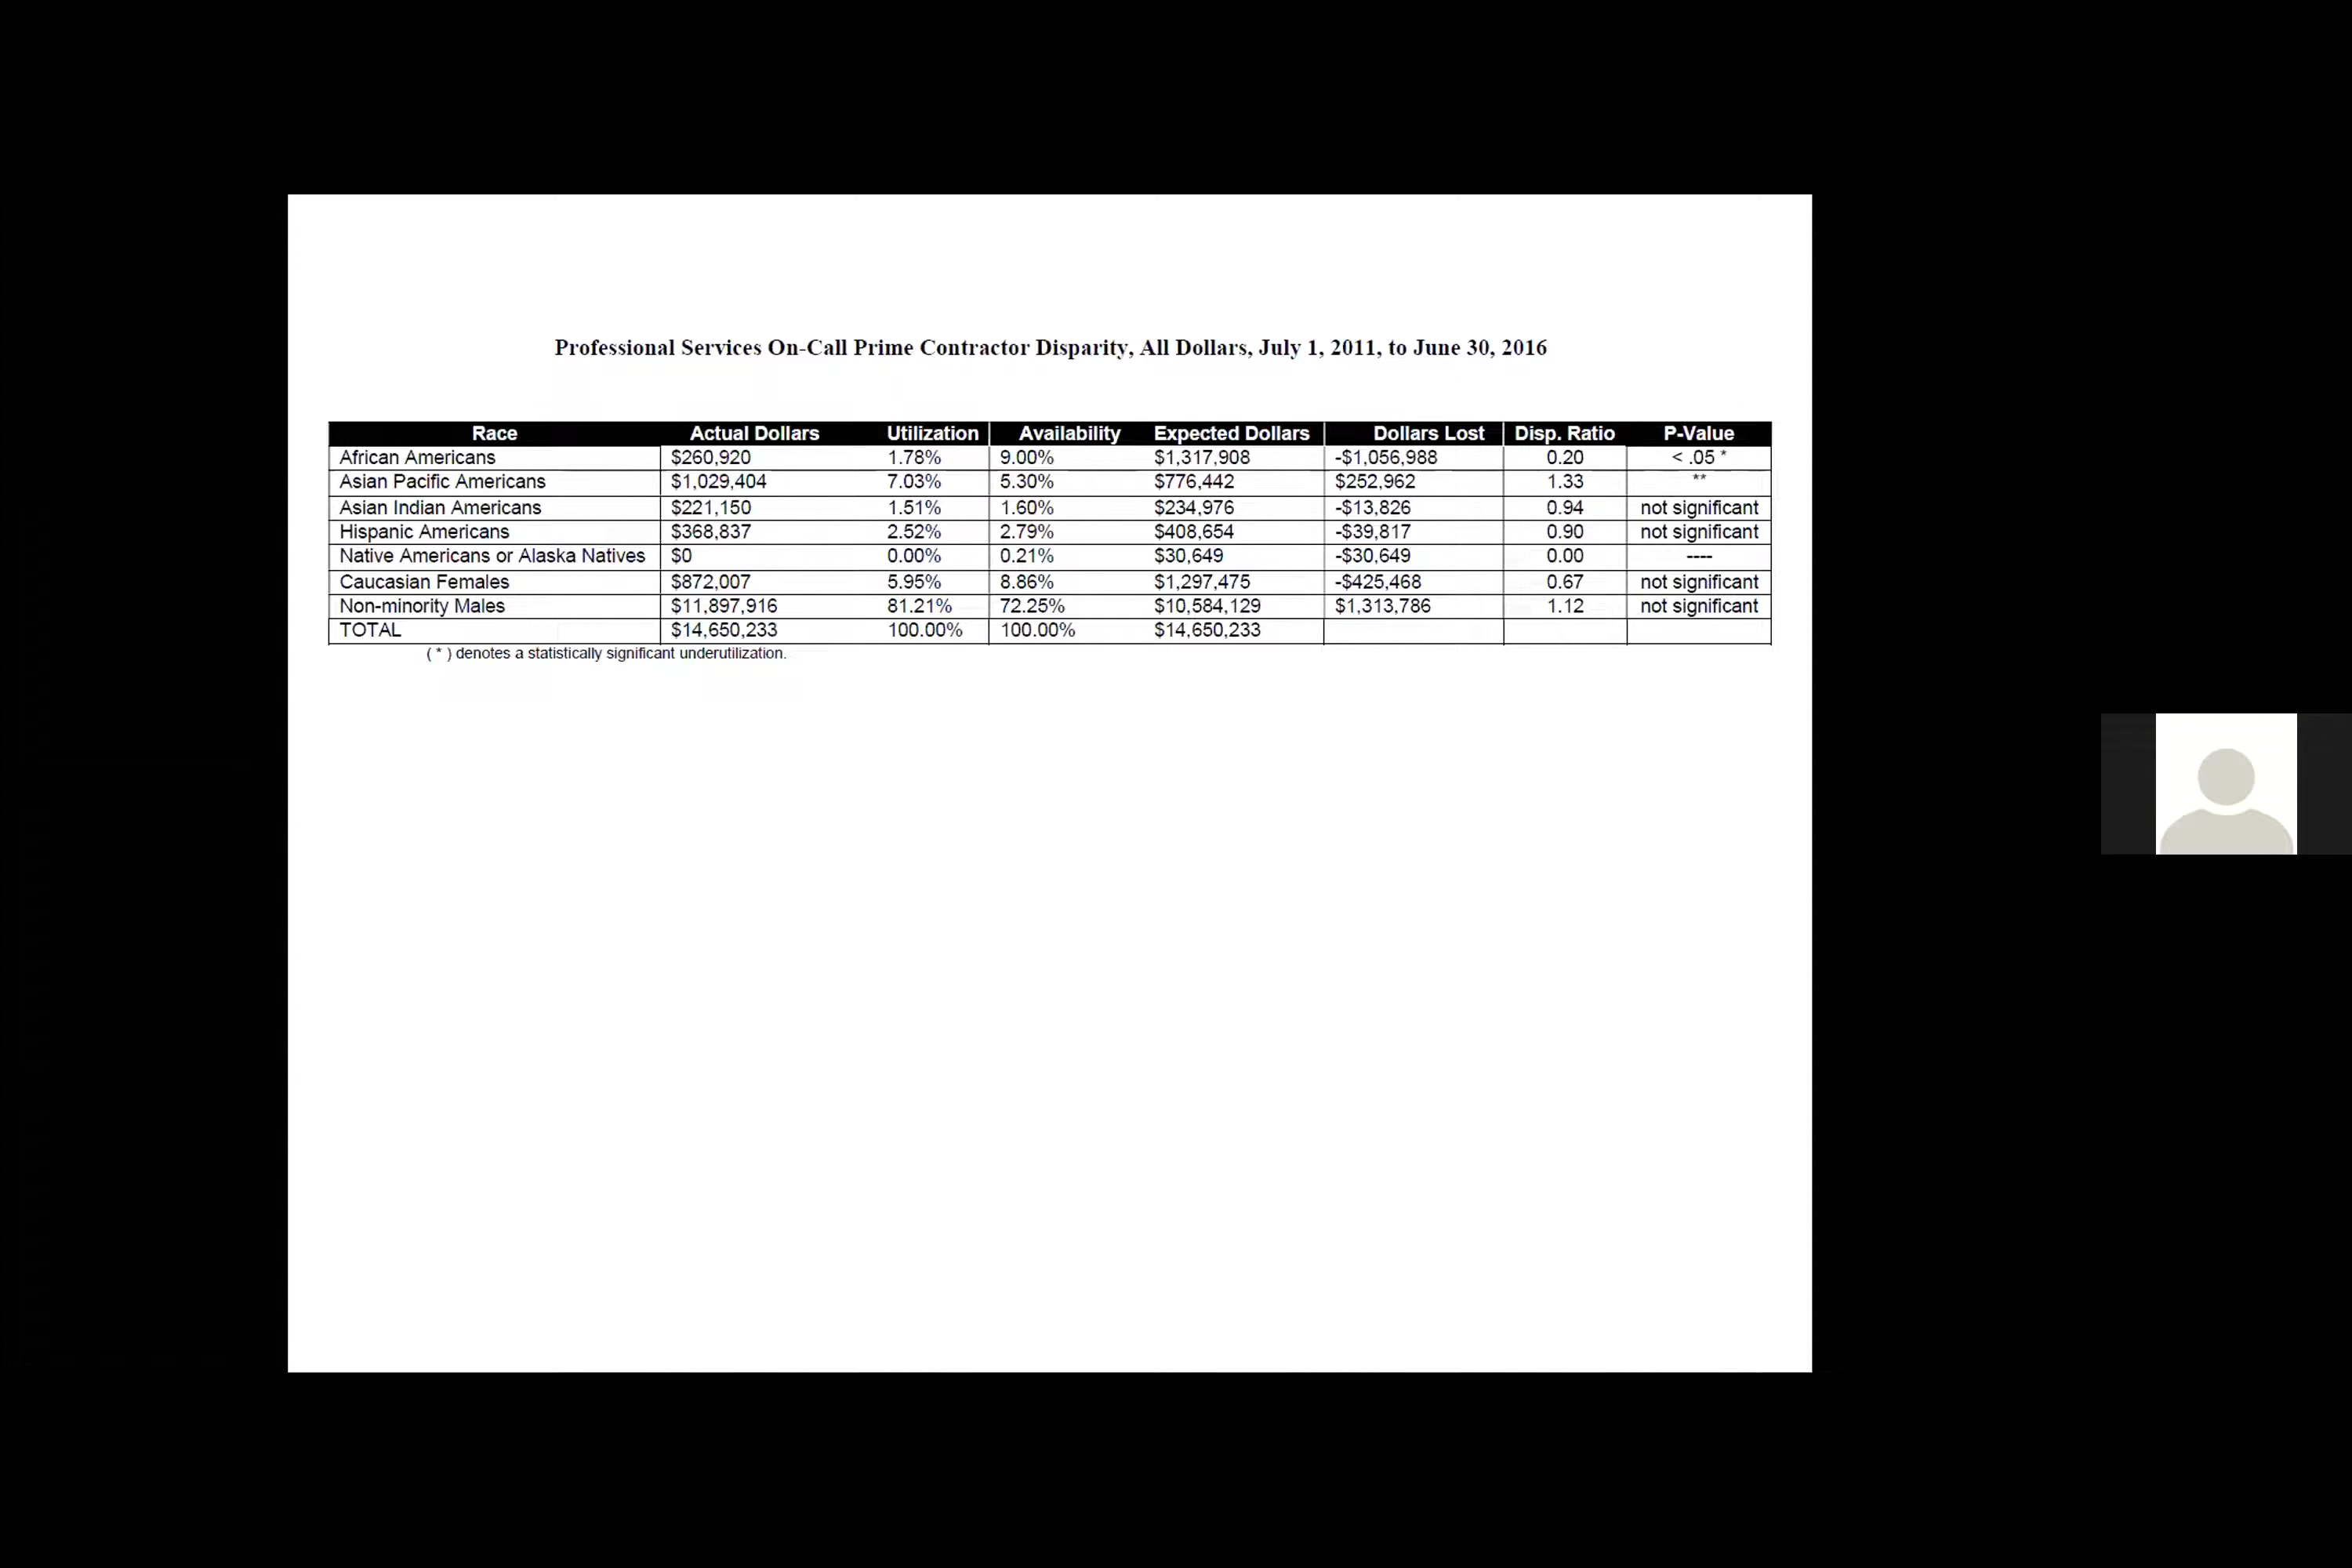 Professional Services On-Call Prime Contractor Disparity, All Dollars, July 1, 2011, to June 30, 2016
Race Actual Dollars Utilization Availability Expected Dollars Dollars Lost Disp. Ratio P-Value
African Americans $260,920 1.78% 9.00% $1,317,908 -$1,056,988 0.20 < .05 *
Asian Pacific Americans $1,029,404 7.03% 5.30% $776,442 $252,962 1.33 **
Asian Indian Americans $221,150 1.51% 1.60% $234,976 -$13,826 0.94 not significant
Hispanic Americans $368,837 2.52% 2.79% $408,654 -$39,817 0.90 not significant
Native Americans or Alaska Natives $0 0.00% 0.21% $30,649 -$30,649 0.00 ----
Caucasian Females $872,007 5.95% 8.86% $1,297,475 -$425,468 0.67 not significant
Non-minority Males $11,897,916 81.21% 72.25% $10,584,129 $1,313,786 1.12 not significant
TOTAL $14,650,233 100.00% 100.00% $14,650,233
( * ) denotes a statistically significant underutilization.